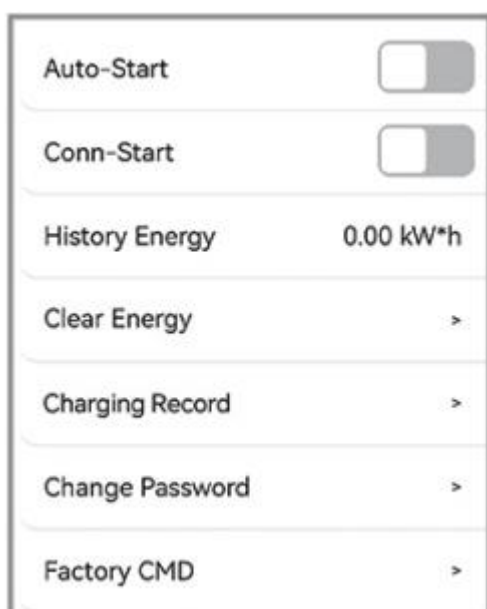 Auto-Start
Conn-Start
History Energy 0.00 kW*h
Clear Energy >
Charging Record >
Change Password >
Factory CMD >